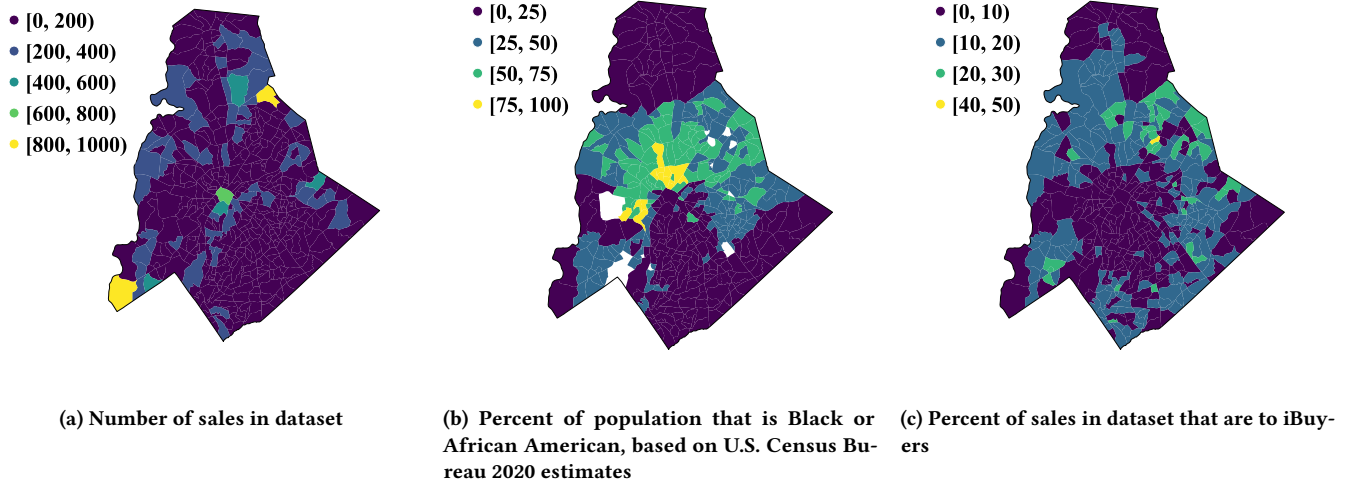 [0, 200)
[200, 400)
[400, 600)
[600, 800)
[800, 1000)
[0, 25)
[25, 50)
[50, 75)
[75, 100)
[0, 10)
[10, 20)
[20, 30)
[40, 50)
(a) Number of sales in dataset
(b) Percent of population that is Black or
African American, based on U.S. Census Bu-
reau 2020 estimates
(c) Percent of sales in dataset that are to iBuy-
ers